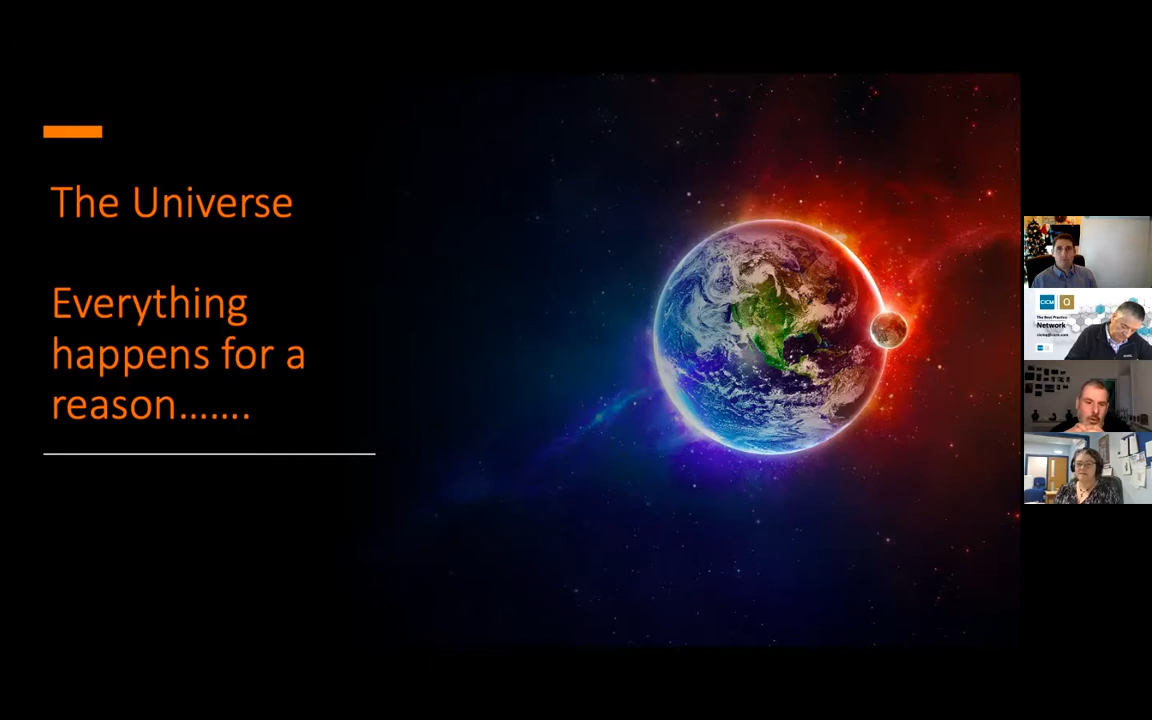 The Universe
Everything
happens for a
reason…....
CICM Q
The Best Practice
Network